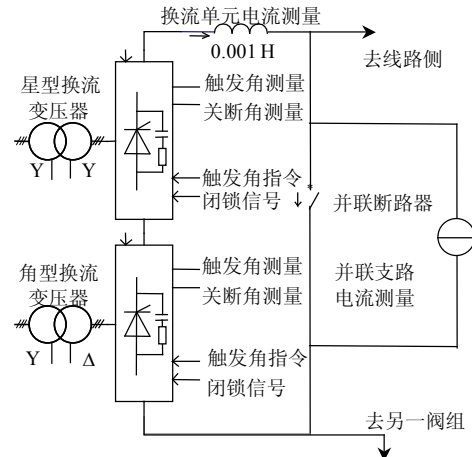 换流单元电流测量
0.001 H
去线路侧
星型换流
变压器
触发角测量
关断角测量
Y Y
触发角指令
闭锁信号
并联断路器
角型换流
变压器
触发角测量
关断角测量
并联支路
电流测量
Y Δ
触发角指令
闭锁信号
去另一阀组